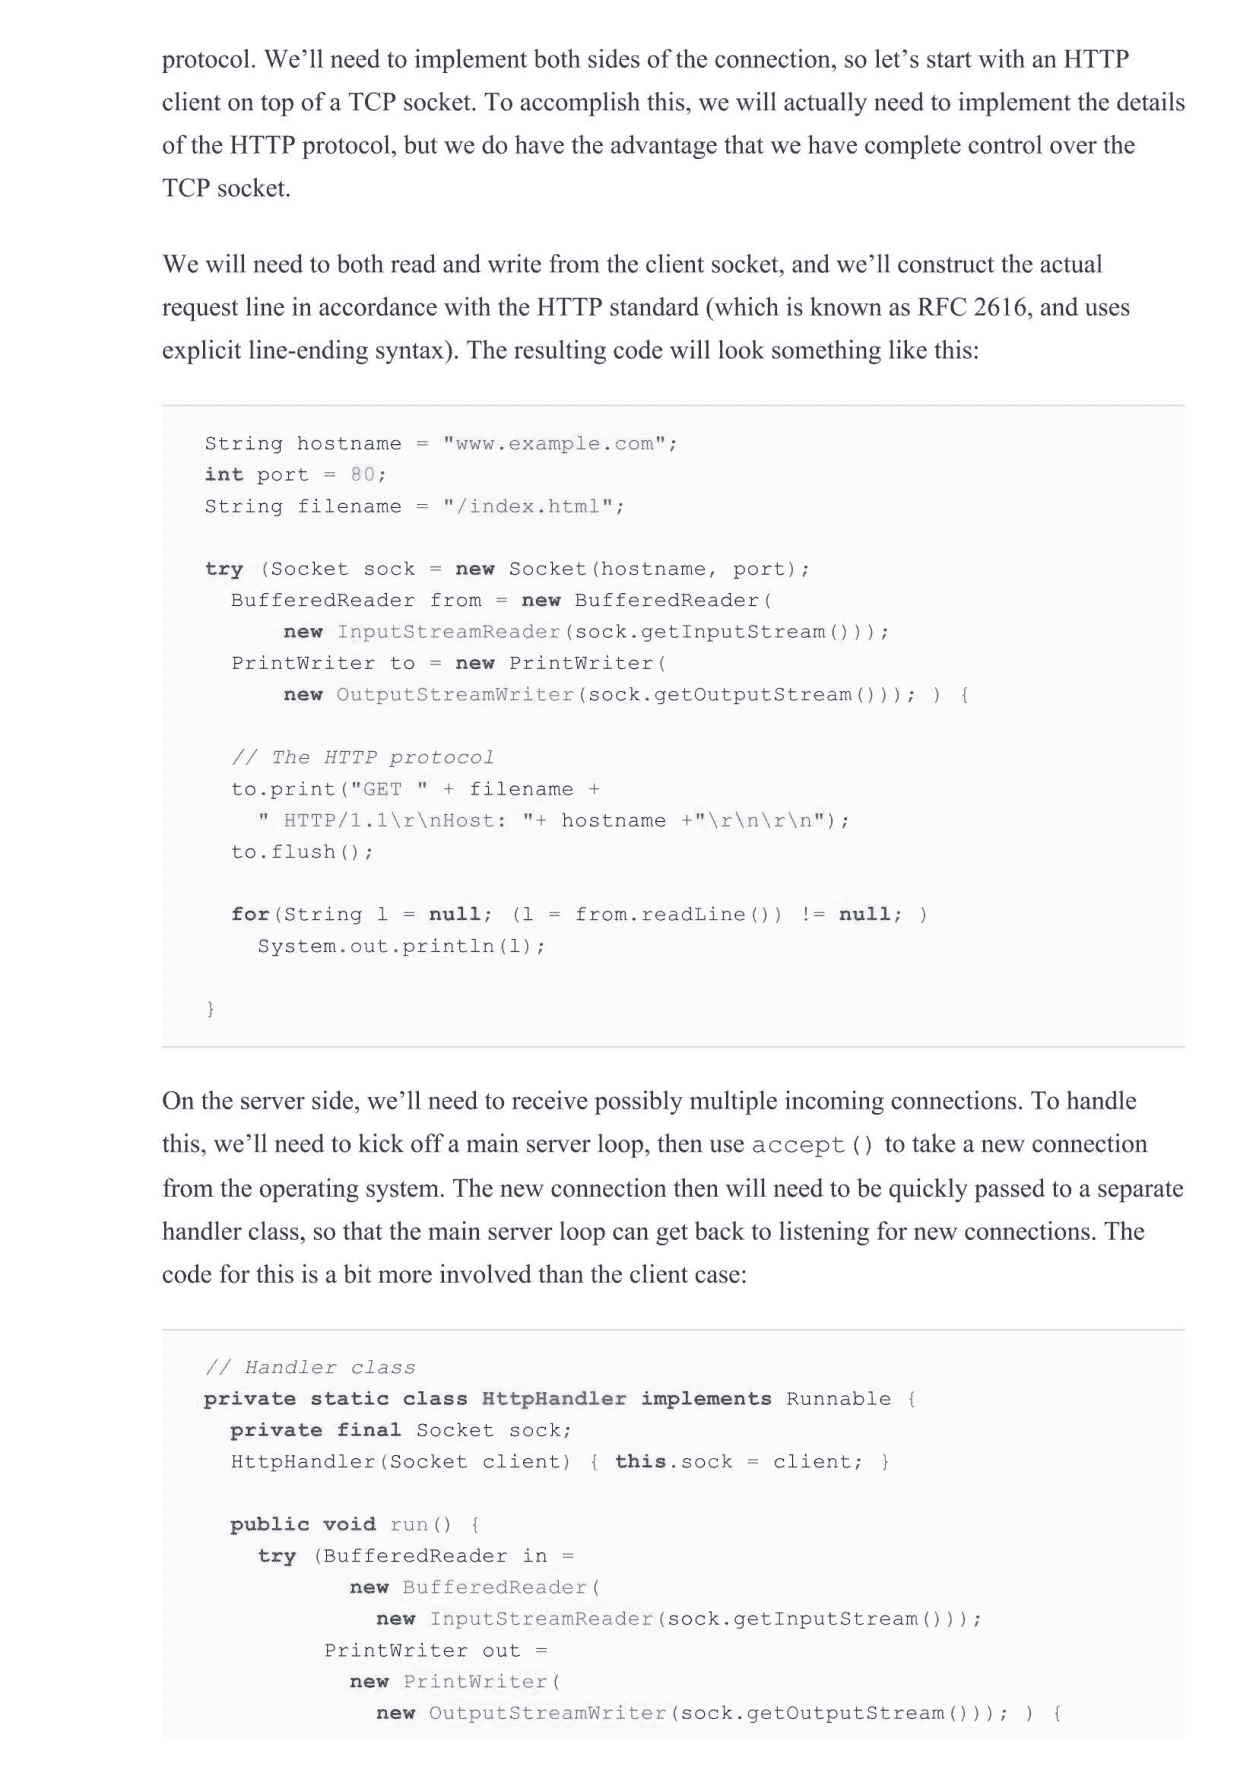 protocol. We’ll need to implement both sides of the connection, so let’s start with an HTTP
client on top of a TCP socket. To accomplish this, we will actually need to implement the details
of the HTTP protocol, but we do have the advantage that we have complete control over the
TCP socket.
We will need to both read and write from the client socket, and we’ll construct the actual
request line in accordance with the HTTP standard (which is known as RFC 2616, and uses
explicit line-ending syntax). The resulting code will look something like this:
String hostname = "www.example.com";
int port = 80;
String filename = "/index.html";
try (Socket sock = new Socket(hostname, port);
  BufferedReader from = new BufferedReader(
      new InputStreamReader(sock.getInputStream()));
  PrintWriter to = new PrintWriter(
      new OutputStreamWriter(sock.getOutputStream())); ) {
  // The HTTP protocol
  to.print("GET " + filename +
    " HTTP/1.1\r\nHost: "+ hostname +"\r\n\r\n");
  to.flush();
  for(String l = null; (l = from.readLine()) != null; )
    System.out.println(l);
}
On the server side, we’ll need to receive possibly multiple incoming connections. To handle
this, we’ll need to kick off a main server loop, then use accept() to take a new connection
from the operating system. The new connection then will need to be quickly passed to a separate
handler class, so that the main server loop can get back to listening for new connections. The
code for this is a bit more involved than the client case:
// Handler class
private static class HttpHandler implements Runnable {
  private final Socket sock;
  HttpHandler(Socket client) { this.sock = client; }
  public void run() {
    try (BufferedReader in =
           new BufferedReader(
             new InputStreamReader(sock.getInputStream()));
         PrintWriter out =
           new PrintWriter(
             new OutputStreamWriter(sock.getOutputStream())); ) {